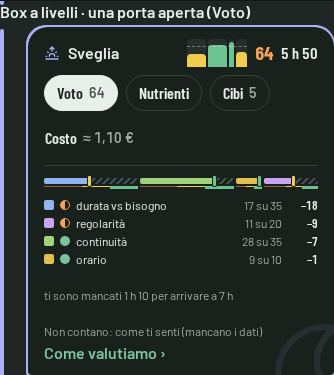 Box a livelli · una porta aperta (Voto)
Sveglia 64 5 h 50
Voto 64 Nutrienti Cibi 5
Costo ≈ 1,10 €
durata vs bisogno 17 su 35 −18
regolarità 11 su 20 −9
continuità 28 su 35 −7
orario 9 su 10 −1
ti sono mancati 1 h 10 per arrivare a 7 h
Non contano: come ti senti (mancano i dati)
Come valutiamo ›